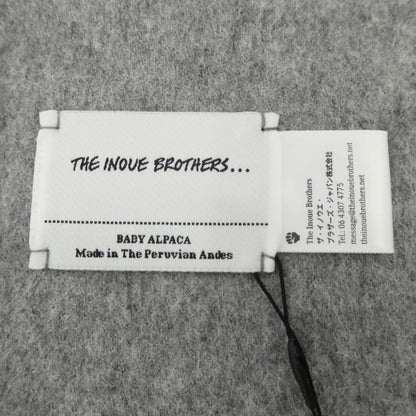 THE INOUE BROTHERS...
BABY ALPACA
Made in The Peruvian Andes
The Inoue Brothers
ザ・イノウエ・
ブラザーズ・ジャパン株式会社
Tel.: 06 4307 4775
message@theinouebrothers.net
theinouebrothers.net